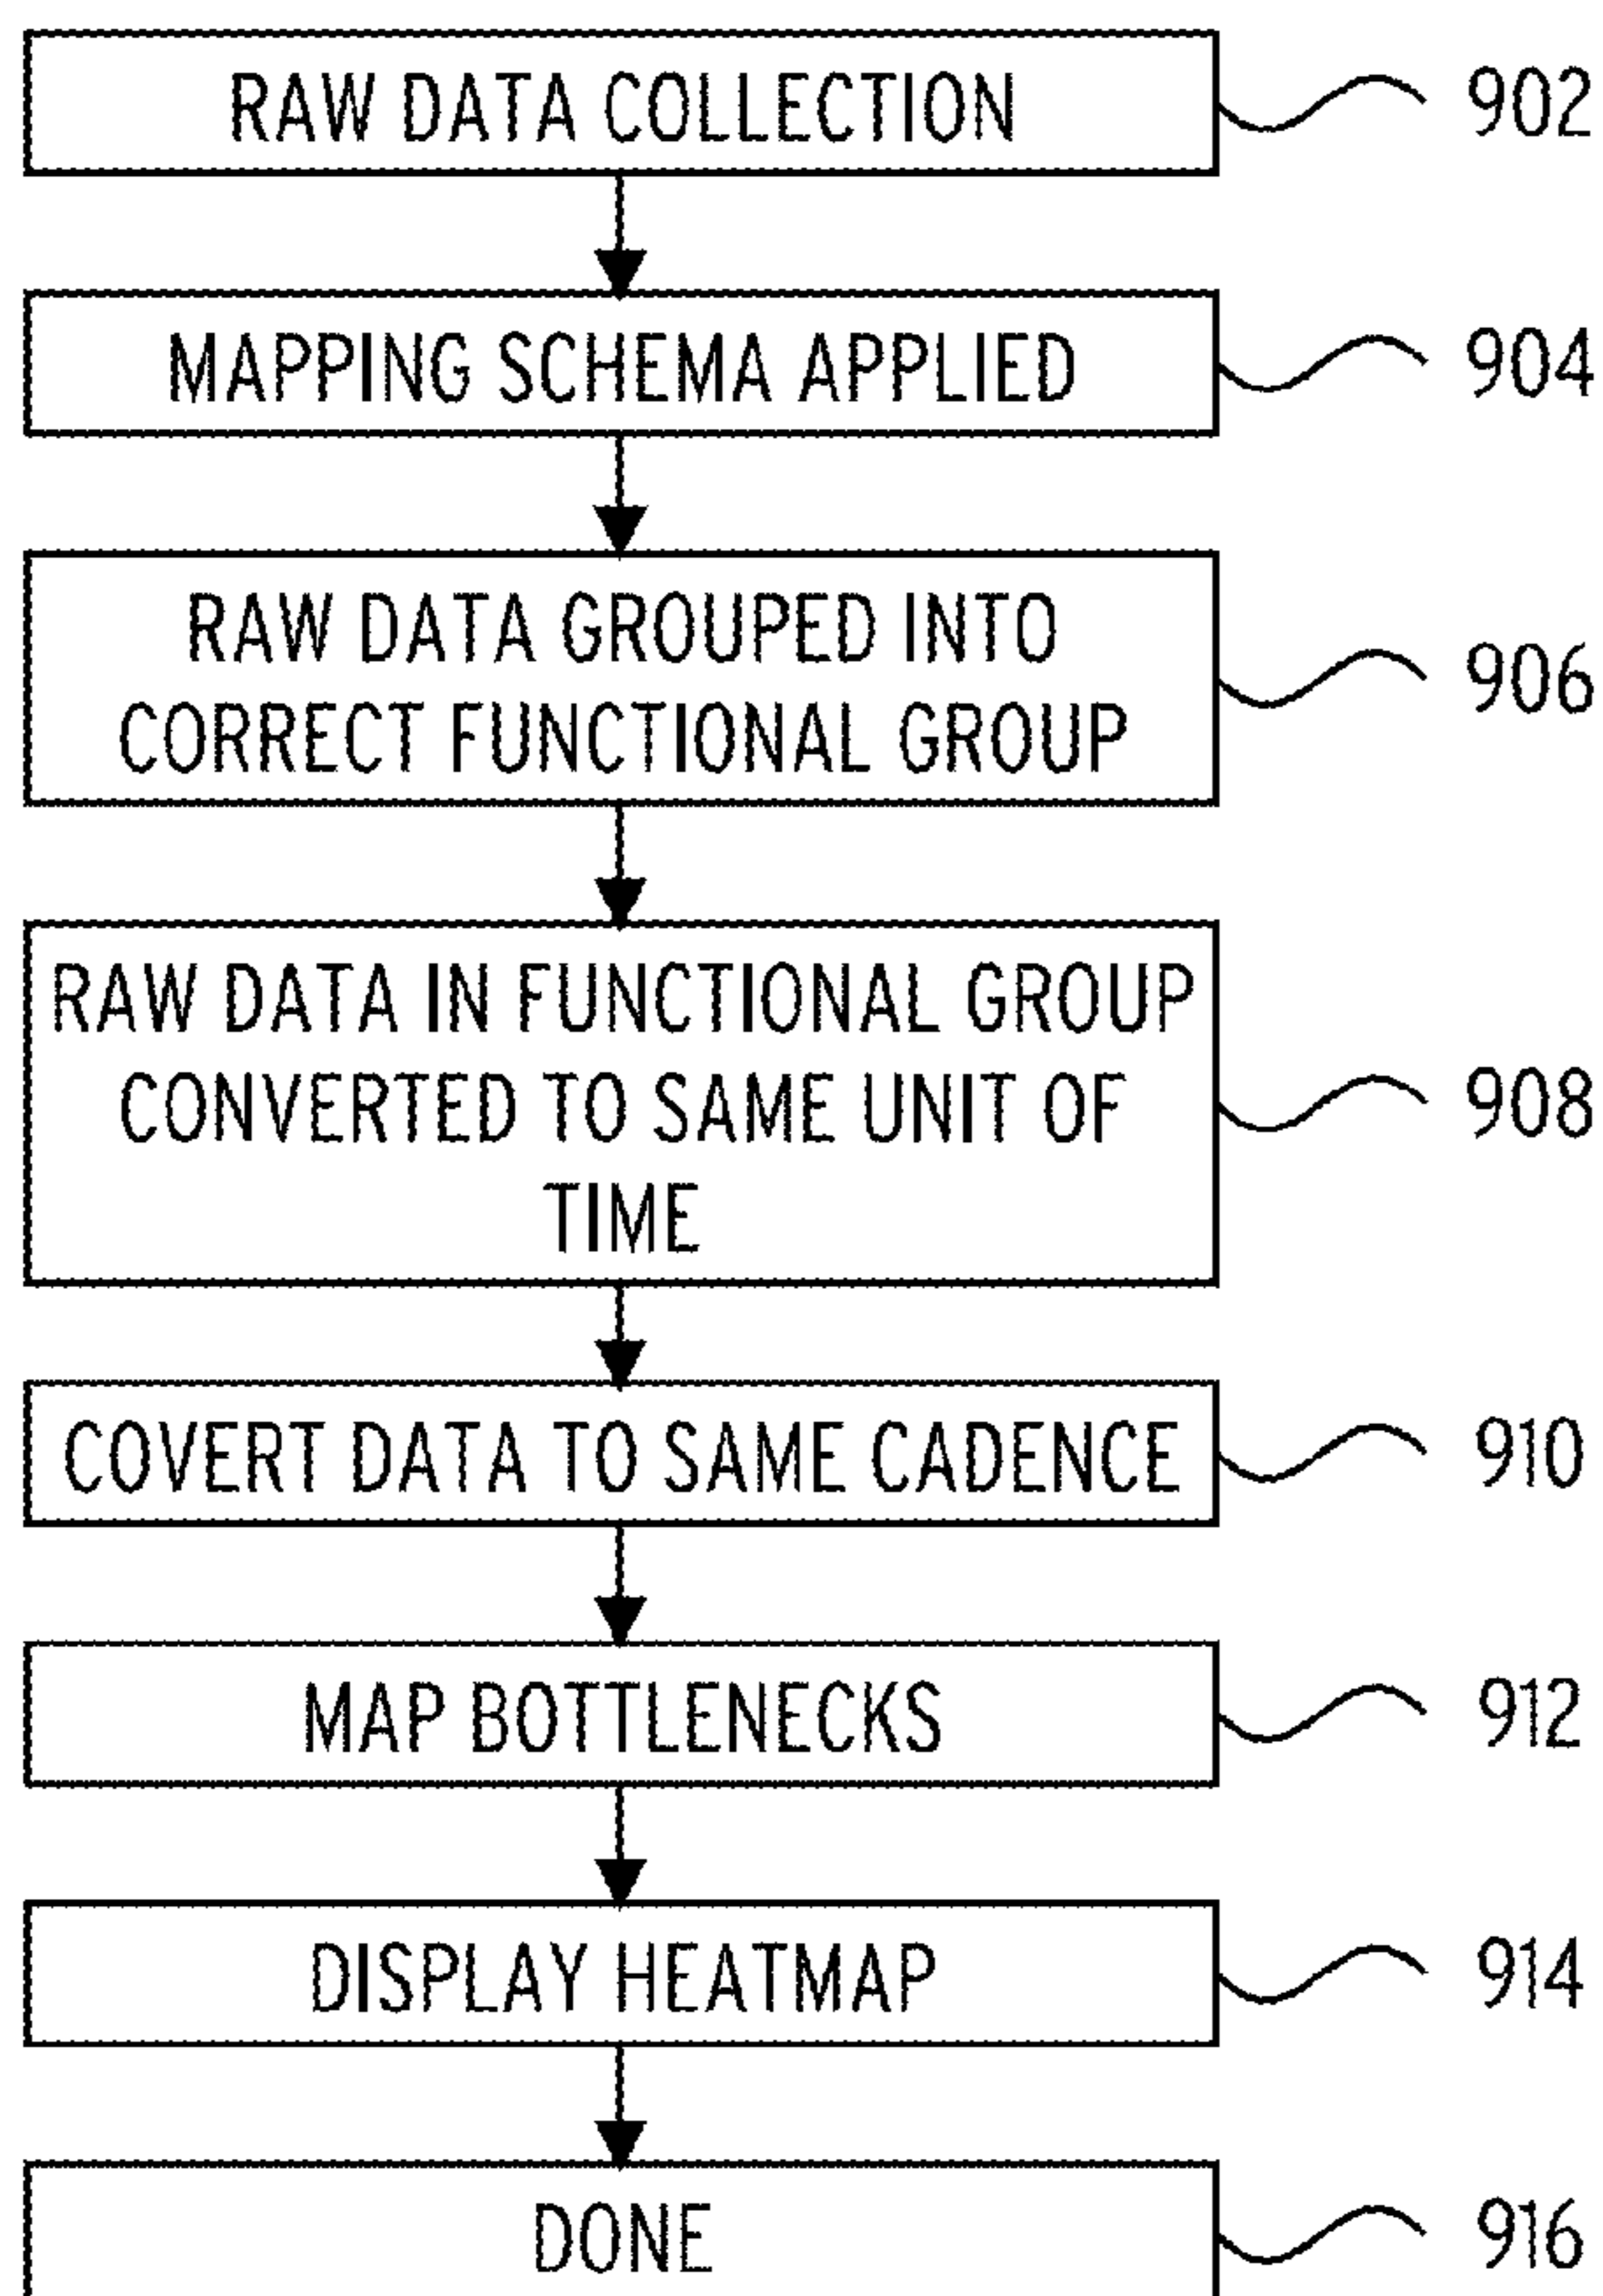 RAW DATA COLLECTION
902
MAPPING SCHEMA APPLIED
904
RAW DATA GROUPED INTO
CORRECT FUNCTIONAL GROUP
906
RAW DATA IN FUNCTIONAL GROUP
CONVERTED TO SAME UNIT OF
TIME
908
COVERT DATA TO SAME CADENCE
910
MAP BOTTLENECKS
912
DISPLAY HEATMAP
914
DONE
916